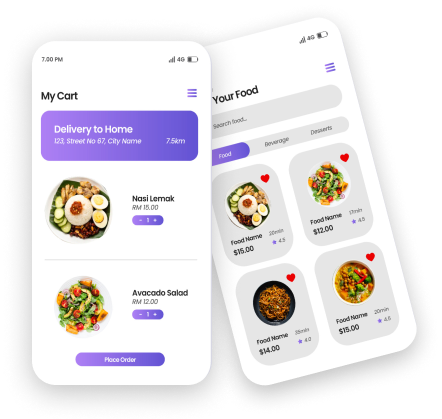 7.00 PM
4G
My Cart
Delivery to Home
123, Street No 67, City Name
7.5km
Nasi Lemak
RM 15.00
- 1 +
Avacado Salad
RM 12.00
- 1 +
Place Order
4G
Your Food
Search food...
Food
Beverage
Desserts
Food Name
20min
$15.00
★ 4.5
Food Name
$12.00
★ 4.5
Food Name
35min
$14.00
★ 4.0
Food Name
20min
$15.00
★ 4.0